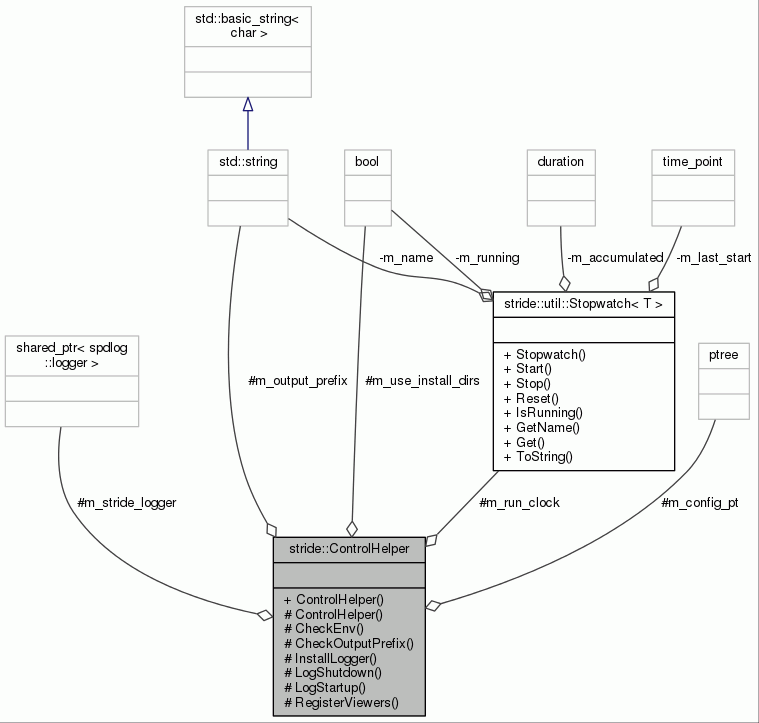 std::basic_string<
char >
std::string
bool
duration
time_point
-m_name
-m_running
-m_accumulated
-m_last_start
stride::util::Stopwatch< T >
+ Stopwatch()
+ Start()
+ Stop()
+ Reset()
+ IsRunning()
+ GetName()
+ Get()
+ ToString()
shared_ptr< spdlog
::logger >
ptree
#m_output_prefix
#m_use_install_dirs
#m_stride_logger
#m_run_clock
#m_config_pt
stride::ControlHelper
+ ControlHelper()
# ControlHelper()
# CheckEnv()
# CheckOutputPrefix()
# InstallLogger()
# LogShutdown()
# LogStartup()
# RegisterViewers()